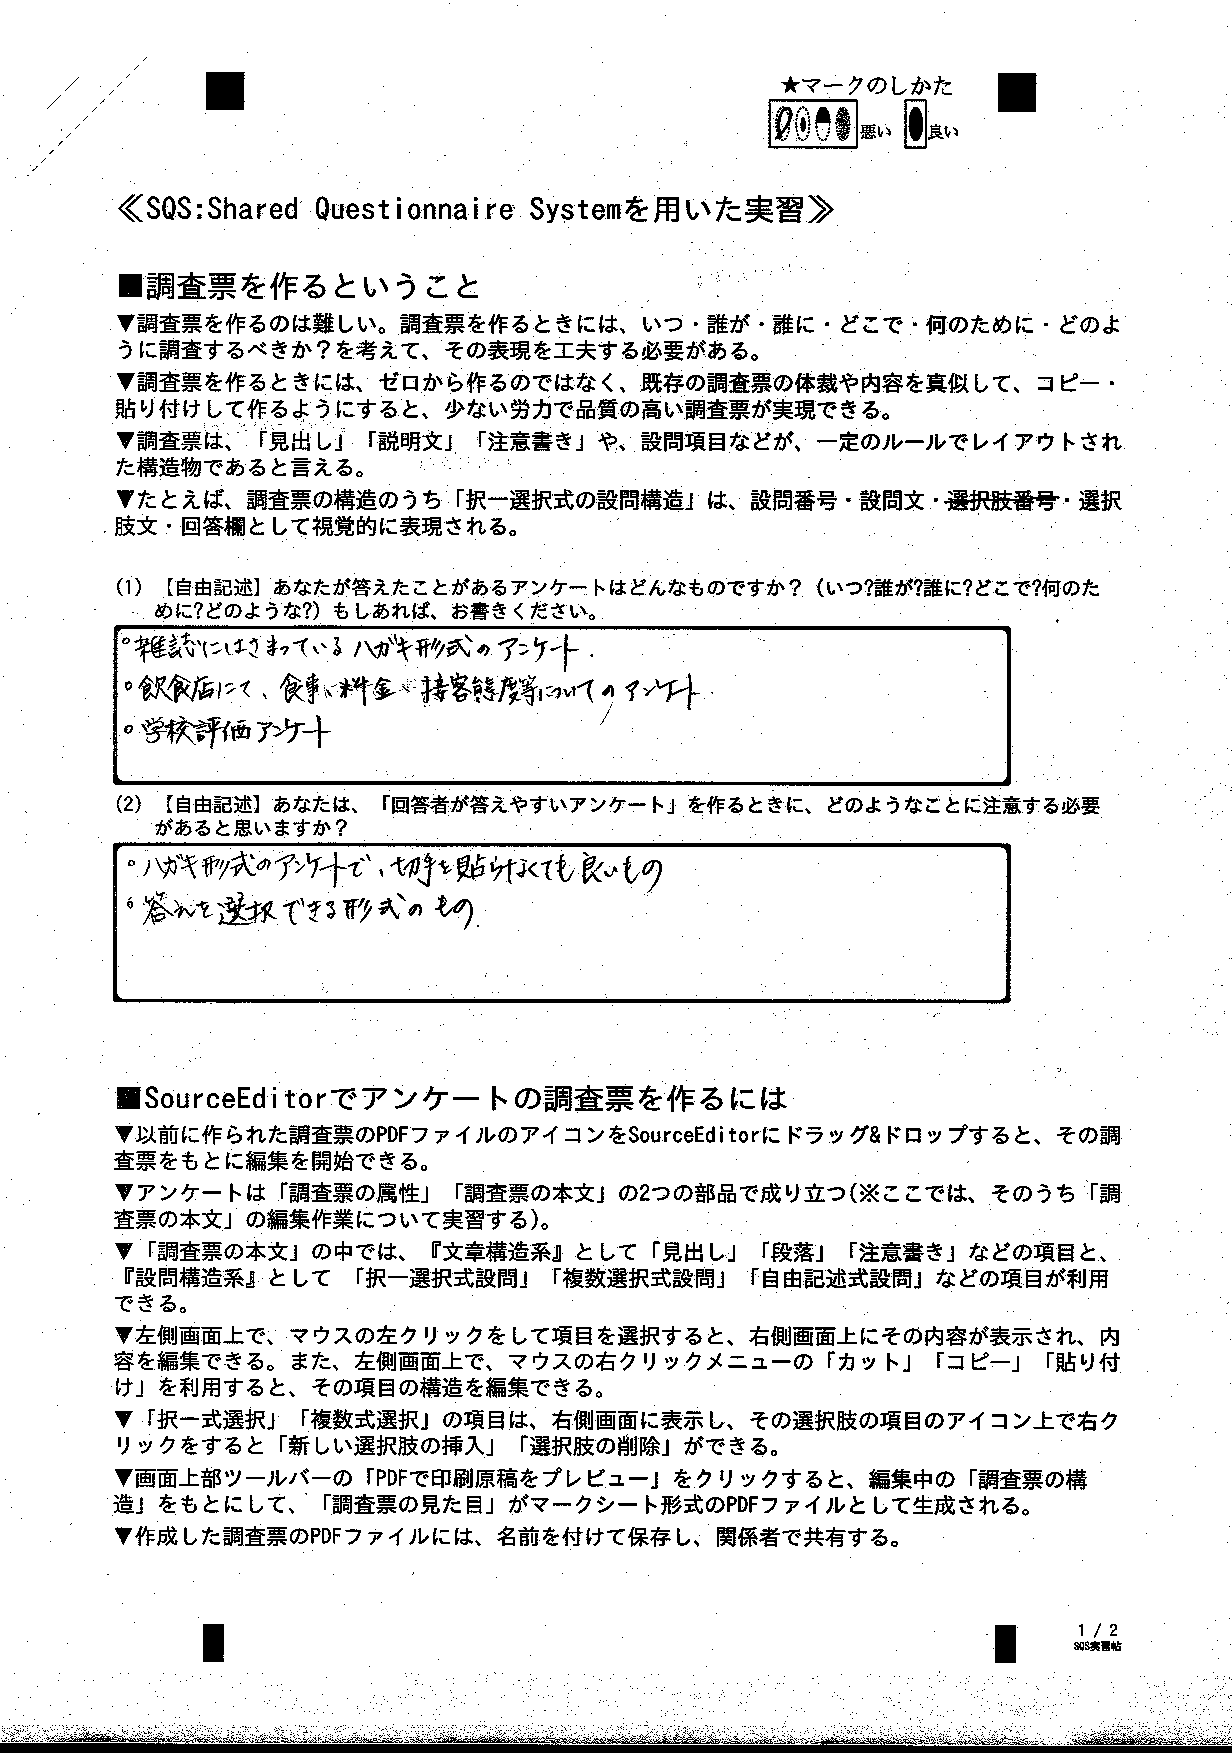 ★マークのしかた
悪い 良い
≪SQS:Shared Questionnaire Systemを用いた実習≫
■調査票を作るということ
▼調査票を作るのは難しい。調査票を作るときには、いつ・誰が・誰に・どこで・何のために・どのよ
うに調査するべきか？を考えて、その表現を工夫する必要がある。
▼調査票を作るときには、ゼロから作るのではなく、既存の調査票の体裁や内容を真似して、コピー・
貼り付けして作るようにすると、少ない労力で品質の高い調査票が実現できる。
▼調査票は、「見出し」「説明文」「注意書き」や、設問項目などが、一定のルールでレイアウトされ
た構造物であると言える。
▼たとえば、調査票の構造のうち「択一選択式の設問構造」は、設問番号・設問文・選択肢番号・選択
肢文・回答欄として視覚的に表現される。
(1) 【自由記述】あなたが答えたことがあるアンケートはどんなものですか？（いつ?誰が?誰に?どこで?何のた
めに?どのような?）もしあれば、お書きください。
○雑誌にはさまっているハガキ形式のアンケート.
○飲食店にて、食事、料金、接客態度等についてのアンケート
○学校評価アンケート
(2) 【自由記述】あなたは、「回答者が答えやすいアンケート」を作るときに、どのようなことに注意する必要
があると思いますか？
○ハガキ形式のアンケートで、切手を貼らなくても良いもの
○答えを選択できる形式のもの.
■SourceEditorでアンケートの調査票を作るには
▼以前に作られた調査票のPDFファイルのアイコンをSourceEditorにドラッグ&ドロップすると、その調
査票をもとに編集を開始できる。
▼アンケートは「調査票の属性」「調査票の本文」の2つの部品で成り立つ(※ここでは、そのうち「調
査票の本文」の編集作業について実習する)。
▼「調査票の本文」の中では、『文章構造系』として「見出し」「段落」「注意書き」などの項目と、
『設問構造系』として 「択一選択式設問」「複数選択式設問」「自由記述式設問」などの項目が利用
できる。
▼左側画面上で、マウスの左クリックをして項目を選択すると、右側画面上にその内容が表示され、内
容を編集できる。また、左側画面上で、マウスの右クリックメニューの「カット」「コピー」「貼り付
け」を利用すると、その項目の構造を編集できる。
▼「択一式選択」「複数式選択」の項目は、右側画面に表示し、その選択肢の項目のアイコン上で右ク
リックをすると「新しい選択肢の挿入」「選択肢の削除」ができる。
▼画面上部ツールバーの「PDFで印刷原稿をプレビュー」をクリックすると、編集中の「調査票の構
造」をもとにして、「調査票の見た目」がマークシート形式のPDFファイルとして生成される。
▼作成した調査票のPDFファイルには、名前を付けて保存し、関係者で共有する。
1 / 2
SQS実習帖